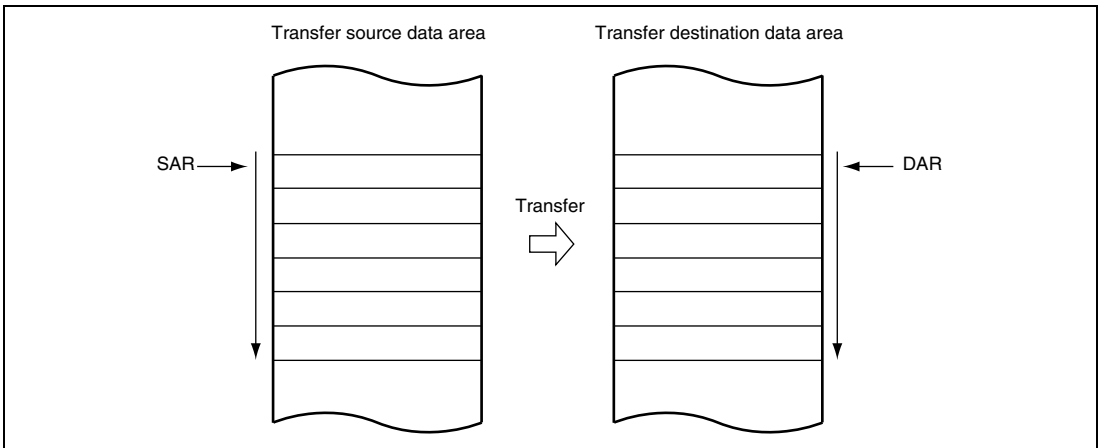 Transfer source data area
Transfer destination data area
SAR
DAR
Transfer